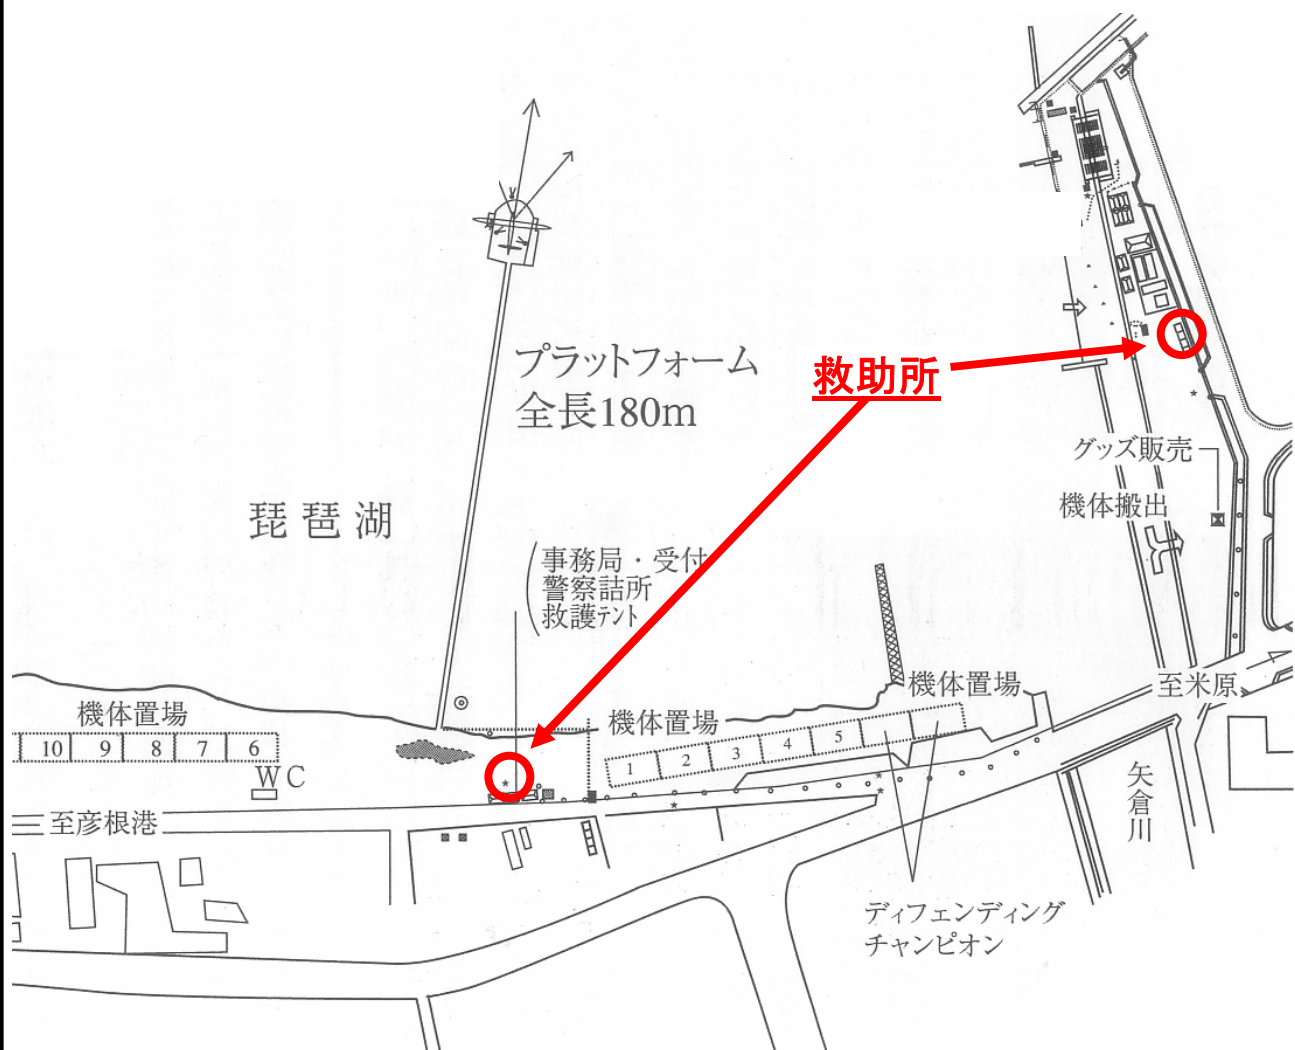 プラットフォーム
全長180m
救助所
グッズ販売
機体搬出
琵琶湖
事務局・受付
警察詰所
救護テント
機体置場
機体置場
機体置場
至米原
10 9 8 7 6
1 2 3 4 5
WC
至彦根港
矢倉川
ディフェンディング
チャンピオン